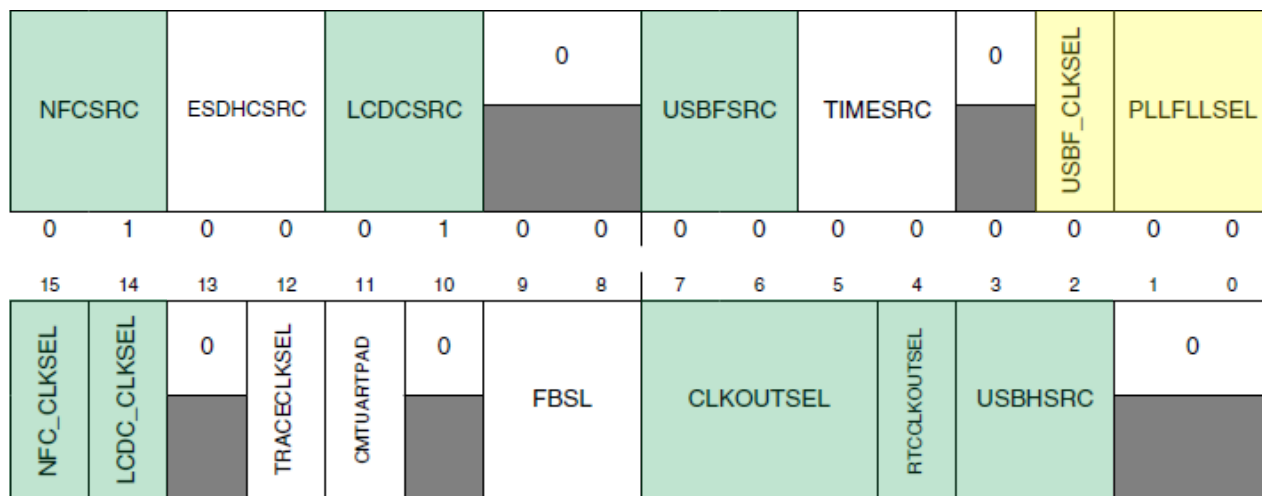 0 0
NFCSRC ESDHCSRC LCDCSRC USBFSRC TIMESRC USBF_CLKSEL PLLFLLSEL
0 1 0 0 0 1 0 0 0 0 0 0 0 0 0 0
15 14 13 12 11 10 9 8 7 6 5 4 3 2 1 0
0 0 0
NFC_CLKSEL LCDC_CLKSEL TRACECLKSEL CMTUARTPAD FBSL CLKOUTSEL RTCCLKOUTSEL USBHSRC